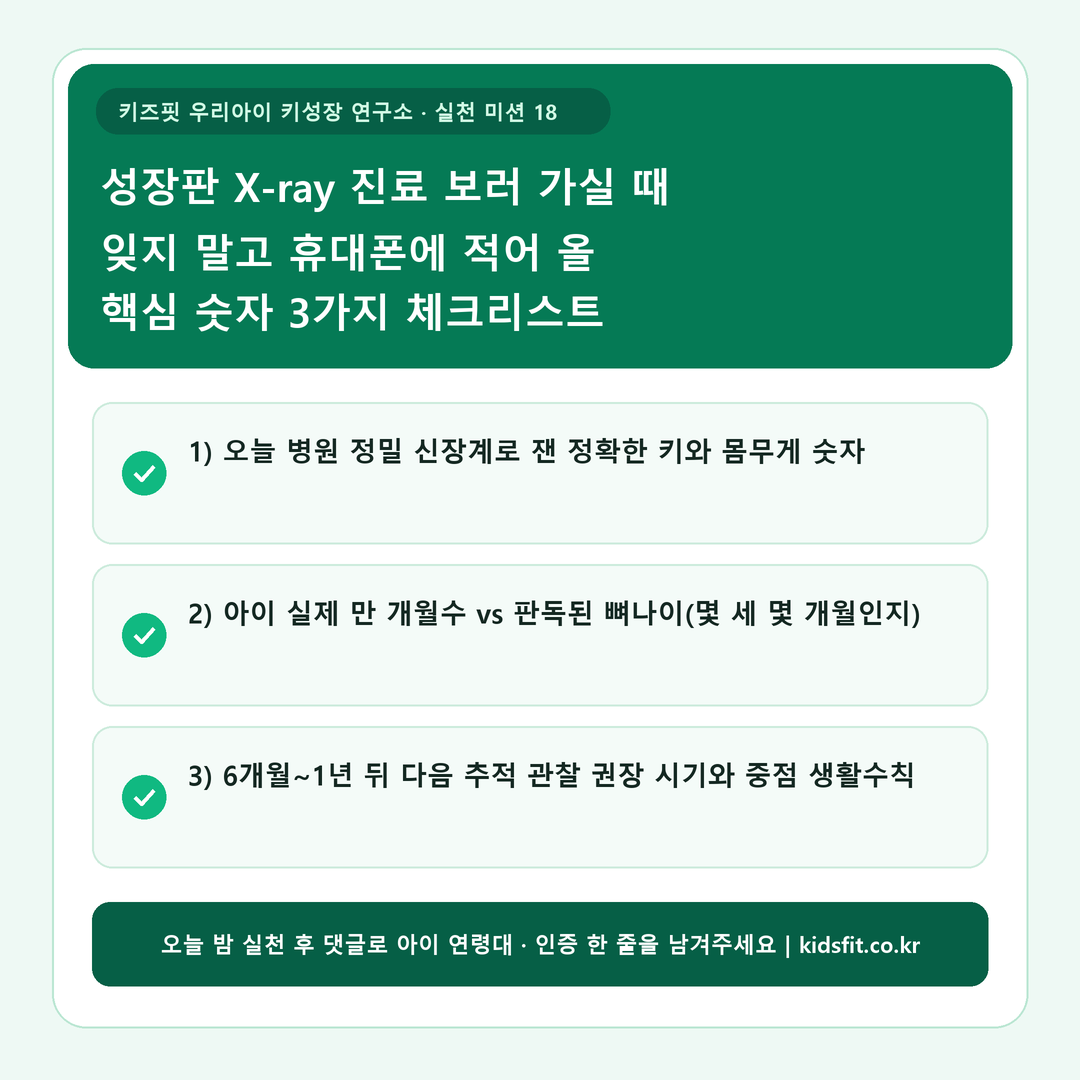 키즈핏 우리아이 키성장 연구소 · 실천 미션 18
성장판 X-ray 진료 보러 가실 때
잊지 말고 휴대폰에 적어 올
핵심 숫자 3가지 체크리스트
1) 오늘 병원 정밀 신장계로 잰 정확한 키와 몸무게 숫자
2) 아이 실제 만 개월수 vs 판독된 뼈나이(몇 세 몇 개월인지)
3) 6개월~1년 뒤 다음 추적 관찰 권장 시기와 중점 생활수칙
오늘 밤 실천 후 댓글로 아이 연령대 · 인증 한 줄을 남겨주세요 | kidsfit.co.kr